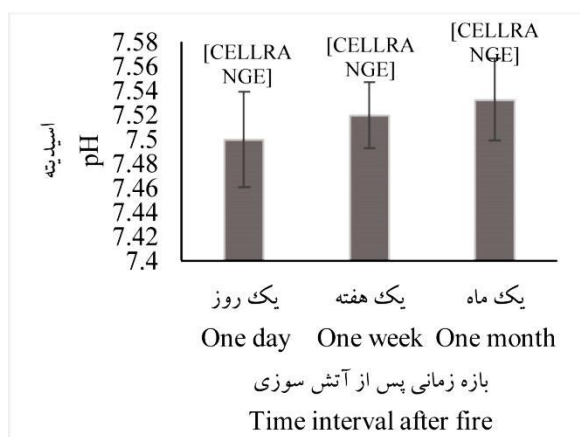 7.58
7.56
7.54
7.52
7.5
7.48
7.46
7.44
7.42
7.4
اسیدیته
pH
[CELLRA
NGE]
[CELLRA
NGE]
[CELLRA
NGE]
یک روز
یک هفته
یک ماه
One day
One week
One month
بازه زمانی پس از آتش سوزی
Time interval after fire